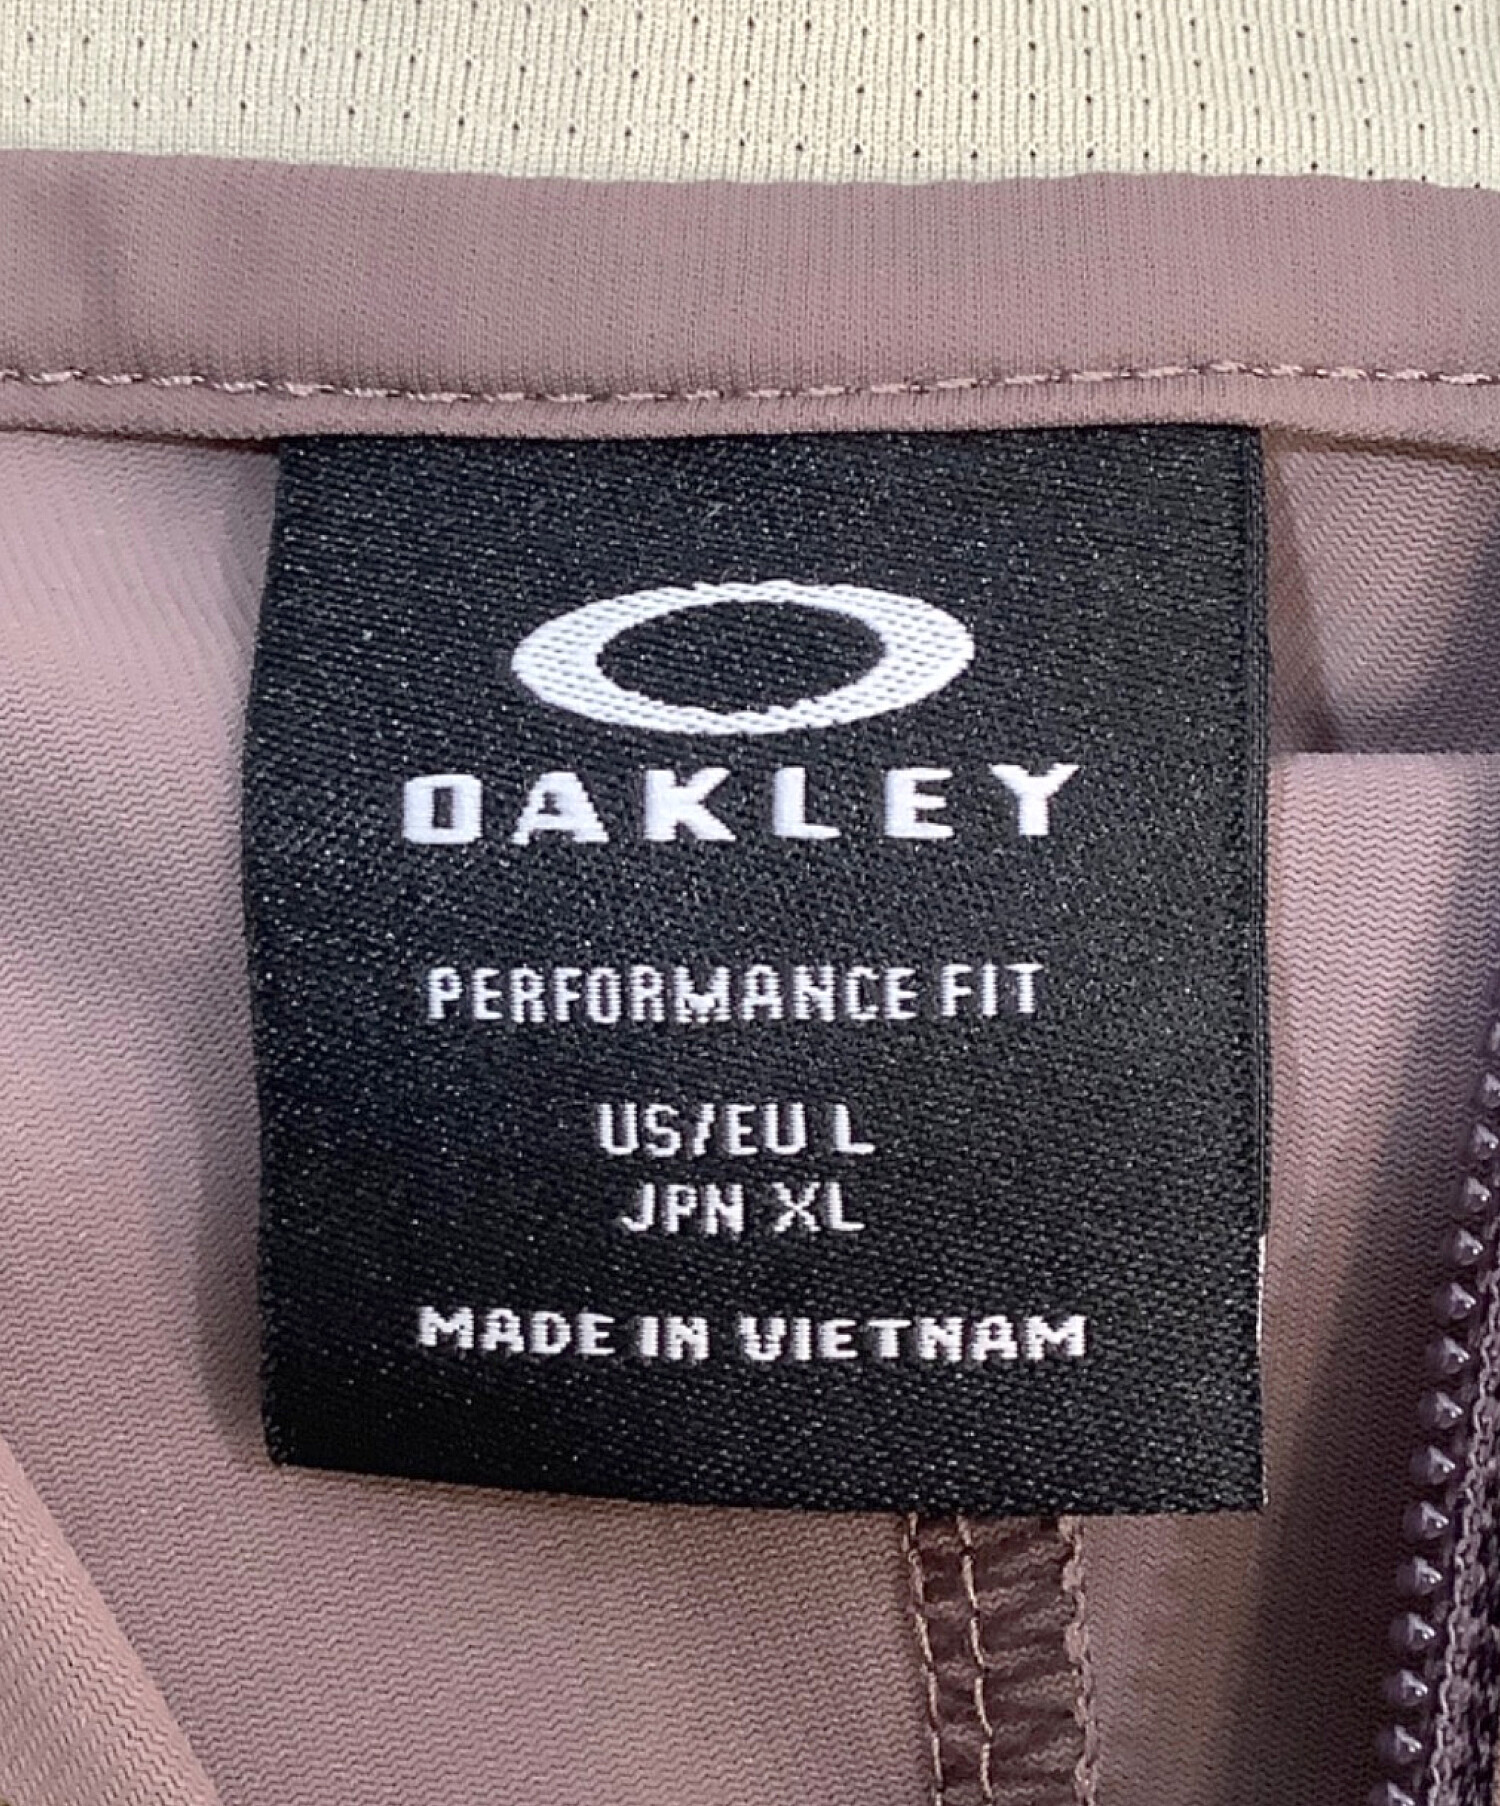 OAKLEY
PERFORMANCE FIT
US/EU L
JPN XL
MADE IN VIETNAM